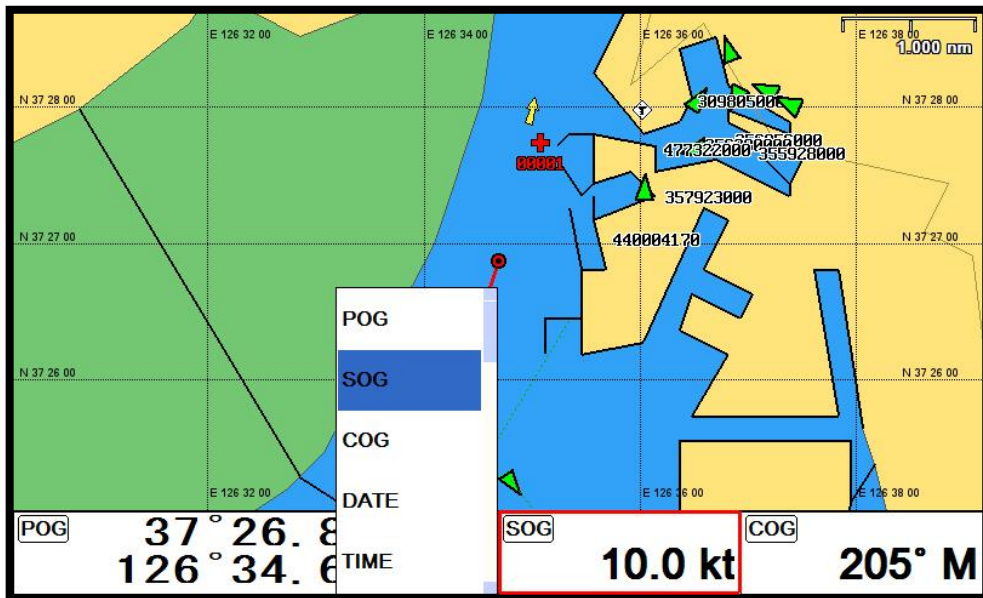 E 126 32 00
E 126 34 00
E 126 36 00
E 126 38 00
1.000 nm
N 37 28 00
N 37 28 00
309805000
00001
477322000
355928000
357923000
N 37 27 00
N 37 27 00
440004170
POG
SOG
COG
DATE
TIME
N 37 26 00
N 37 26 00
E 126 32 00
E 126 36 00
E 126 38 00
POG
37°26.8
126°34.6
SOG
10.0 kt
COG
205° M